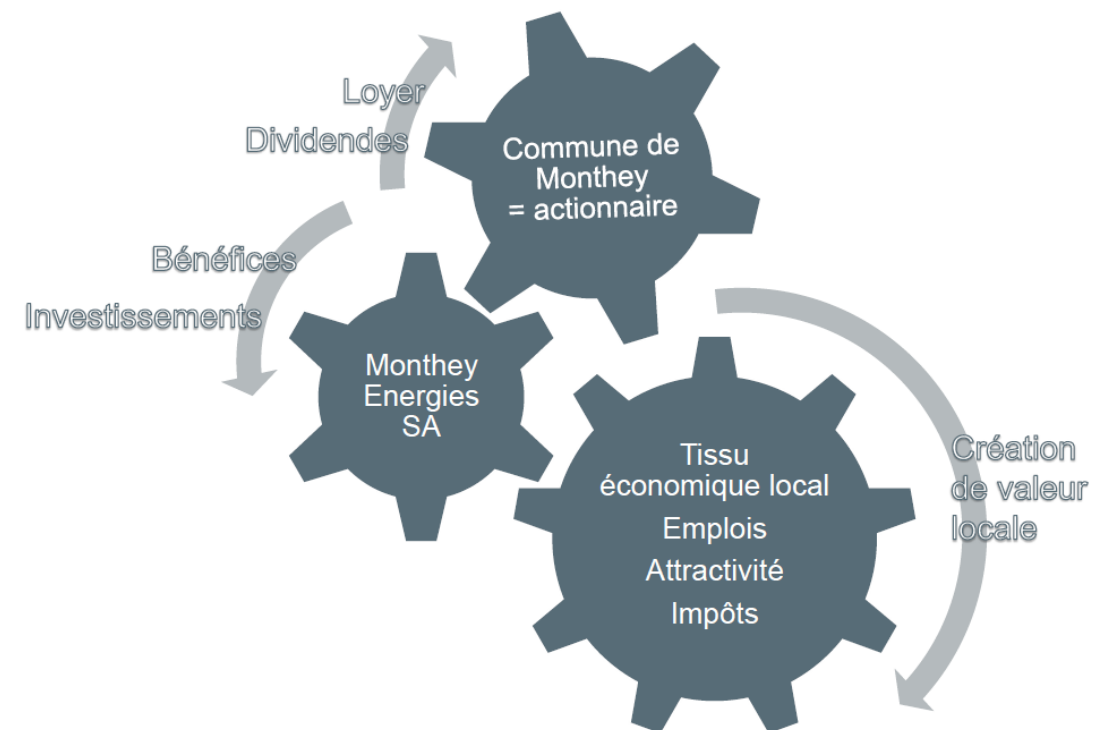 Loyer
Dividendes
Commune de
Monthey
= actionnaire
Bénéfices
Investissements
Monthey
Energies
SA
Tissu
économique local
Emplois
Attractivité
Impôts
Création
de valeur
locale